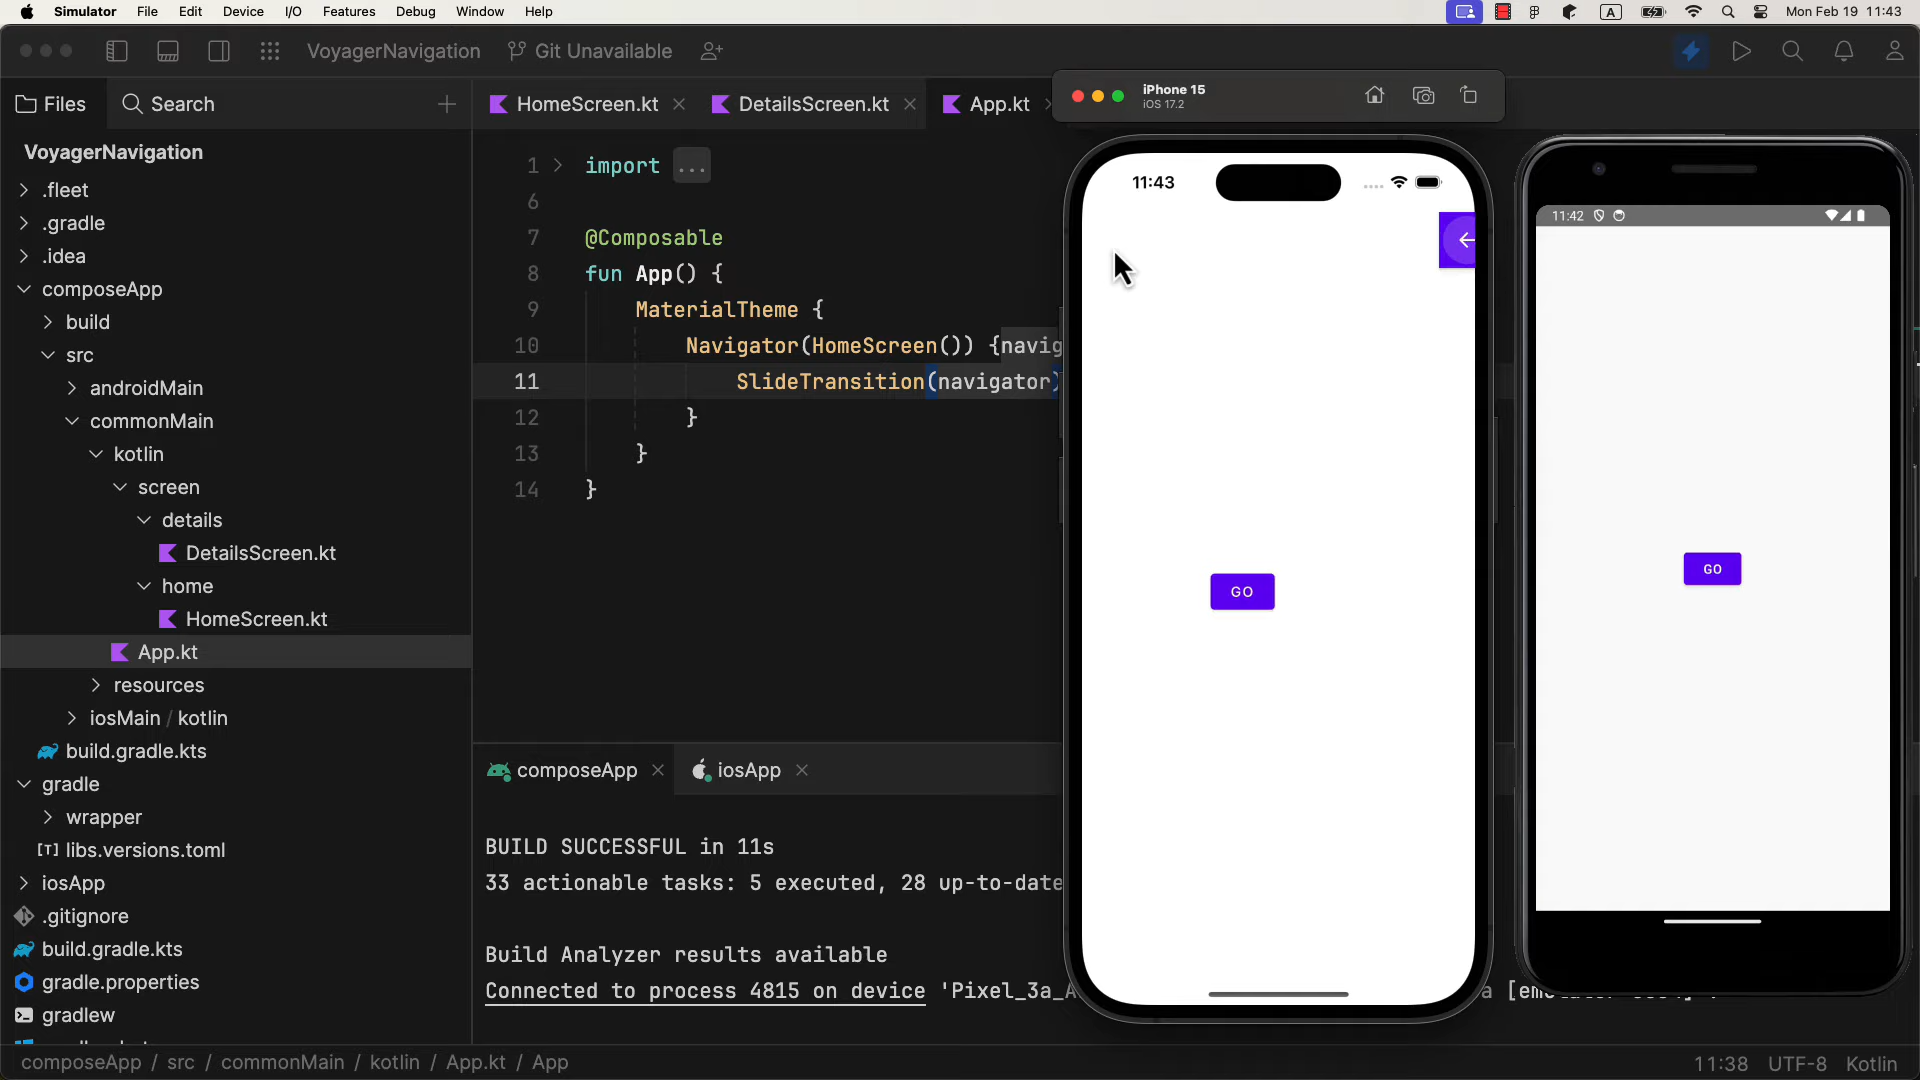 Simulator File Edit Device I/O Features Debug Window Help A Mon Feb 19 11:43
VoyagerNavigation Git Unavailable
Files Search HomeScreen.kt DetailsScreen.kt App.kt
iPhone 15
iOS 17.2
VoyagerNavigation
.fleet
.gradle
.idea
composeApp
build
src
androidMain
commonMain
kotlin
screen
details
DetailsScreen.kt
home
HomeScreen.kt
App.kt
resources
iosMain / kotlin
build.gradle.kts
gradle
wrapper
[T] libs.versions.toml
iosApp
.gitignore
build.gradle.kts
gradle.properties
gradlew
1 import ...
6
7 @Composable
8 fun App() {
9 MaterialTheme {
10 Navigator(HomeScreen()) {navig
11 SlideTransition(navigator)
12 }
13 }
14 }
composeApp iosApp
BUILD SUCCESSFUL in 11s
33 actionable tasks: 5 executed, 28 up-to-date
Build Analyzer results available
Connected to process 4815 on device 'Pixel_3a_A
11:43
GO
11:42
GO
composeApp / src / commonMain / kotlin / App.kt / App 11:38 UTF-8 Kotlin